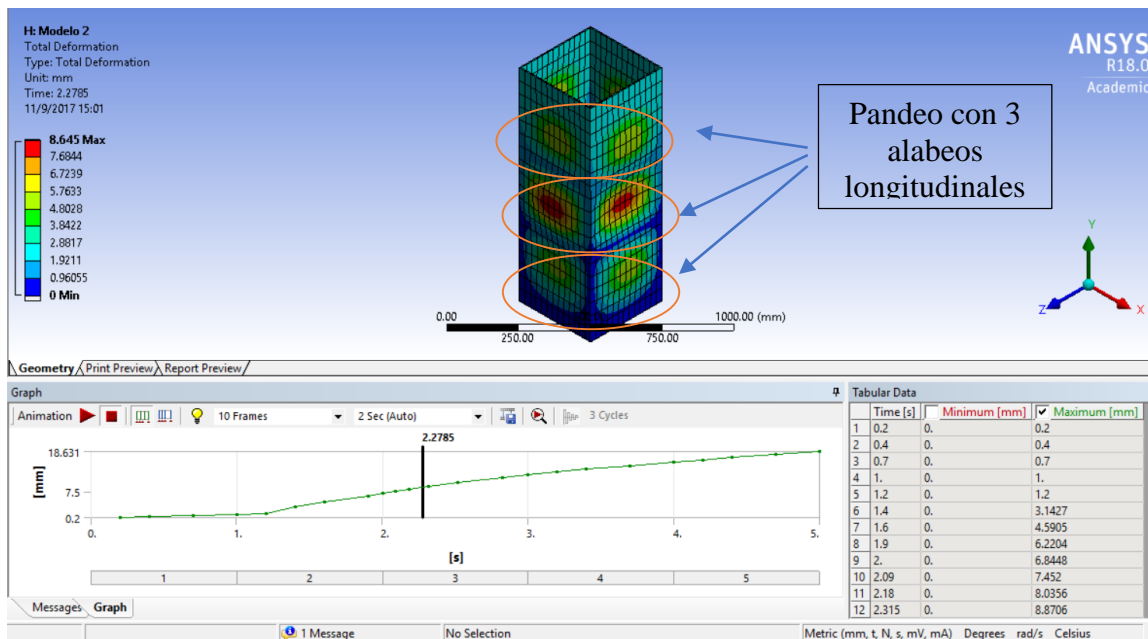 H: Modelo 2
Total Deformation
Type: Total Deformation
Unit: mm
Time: 2.2785
11/9/2017 15:01
8.645 Max
7.6844
6.7239
5.7633
4.8028
3.8422
2.8817
1.9211
0.96055
0 Min
ANSYS
R18.0
Academic
Pandeo con 3
alabeos
longitudinales
Y
Z
X
0.00
1000.00 (mm)
250.00
750.00
Geometry Print Preview Report Preview
Graph
Animation 10 Frames 2 Sec (Auto) 3 Cycles
2.2785
18.631
7.5
0.2
[mm]
0. 1. 2. 3. 4. 5.
[s]
1 2 3 4 5
Messages Graph
Tabular Data
Time [s] Minimum [mm] Maximum [mm]
1 0.2 0. 0.2
2 0.4 0. 0.4
3 0.7 0. 0.7
4 1. 0. 1.
5 1.2 0. 1.2
6 1.4 0. 3.1427
7 1.6 0. 4.5905
8 1.9 0. 6.2204
9 2. 0. 6.8448
10 2.09 0. 7.452
11 2.18 0. 8.0356
12 2.315 0. 8.8706
1 Message No Selection Metric (mm, t, N, s, mV, mA) Degrees rad/s Celsius